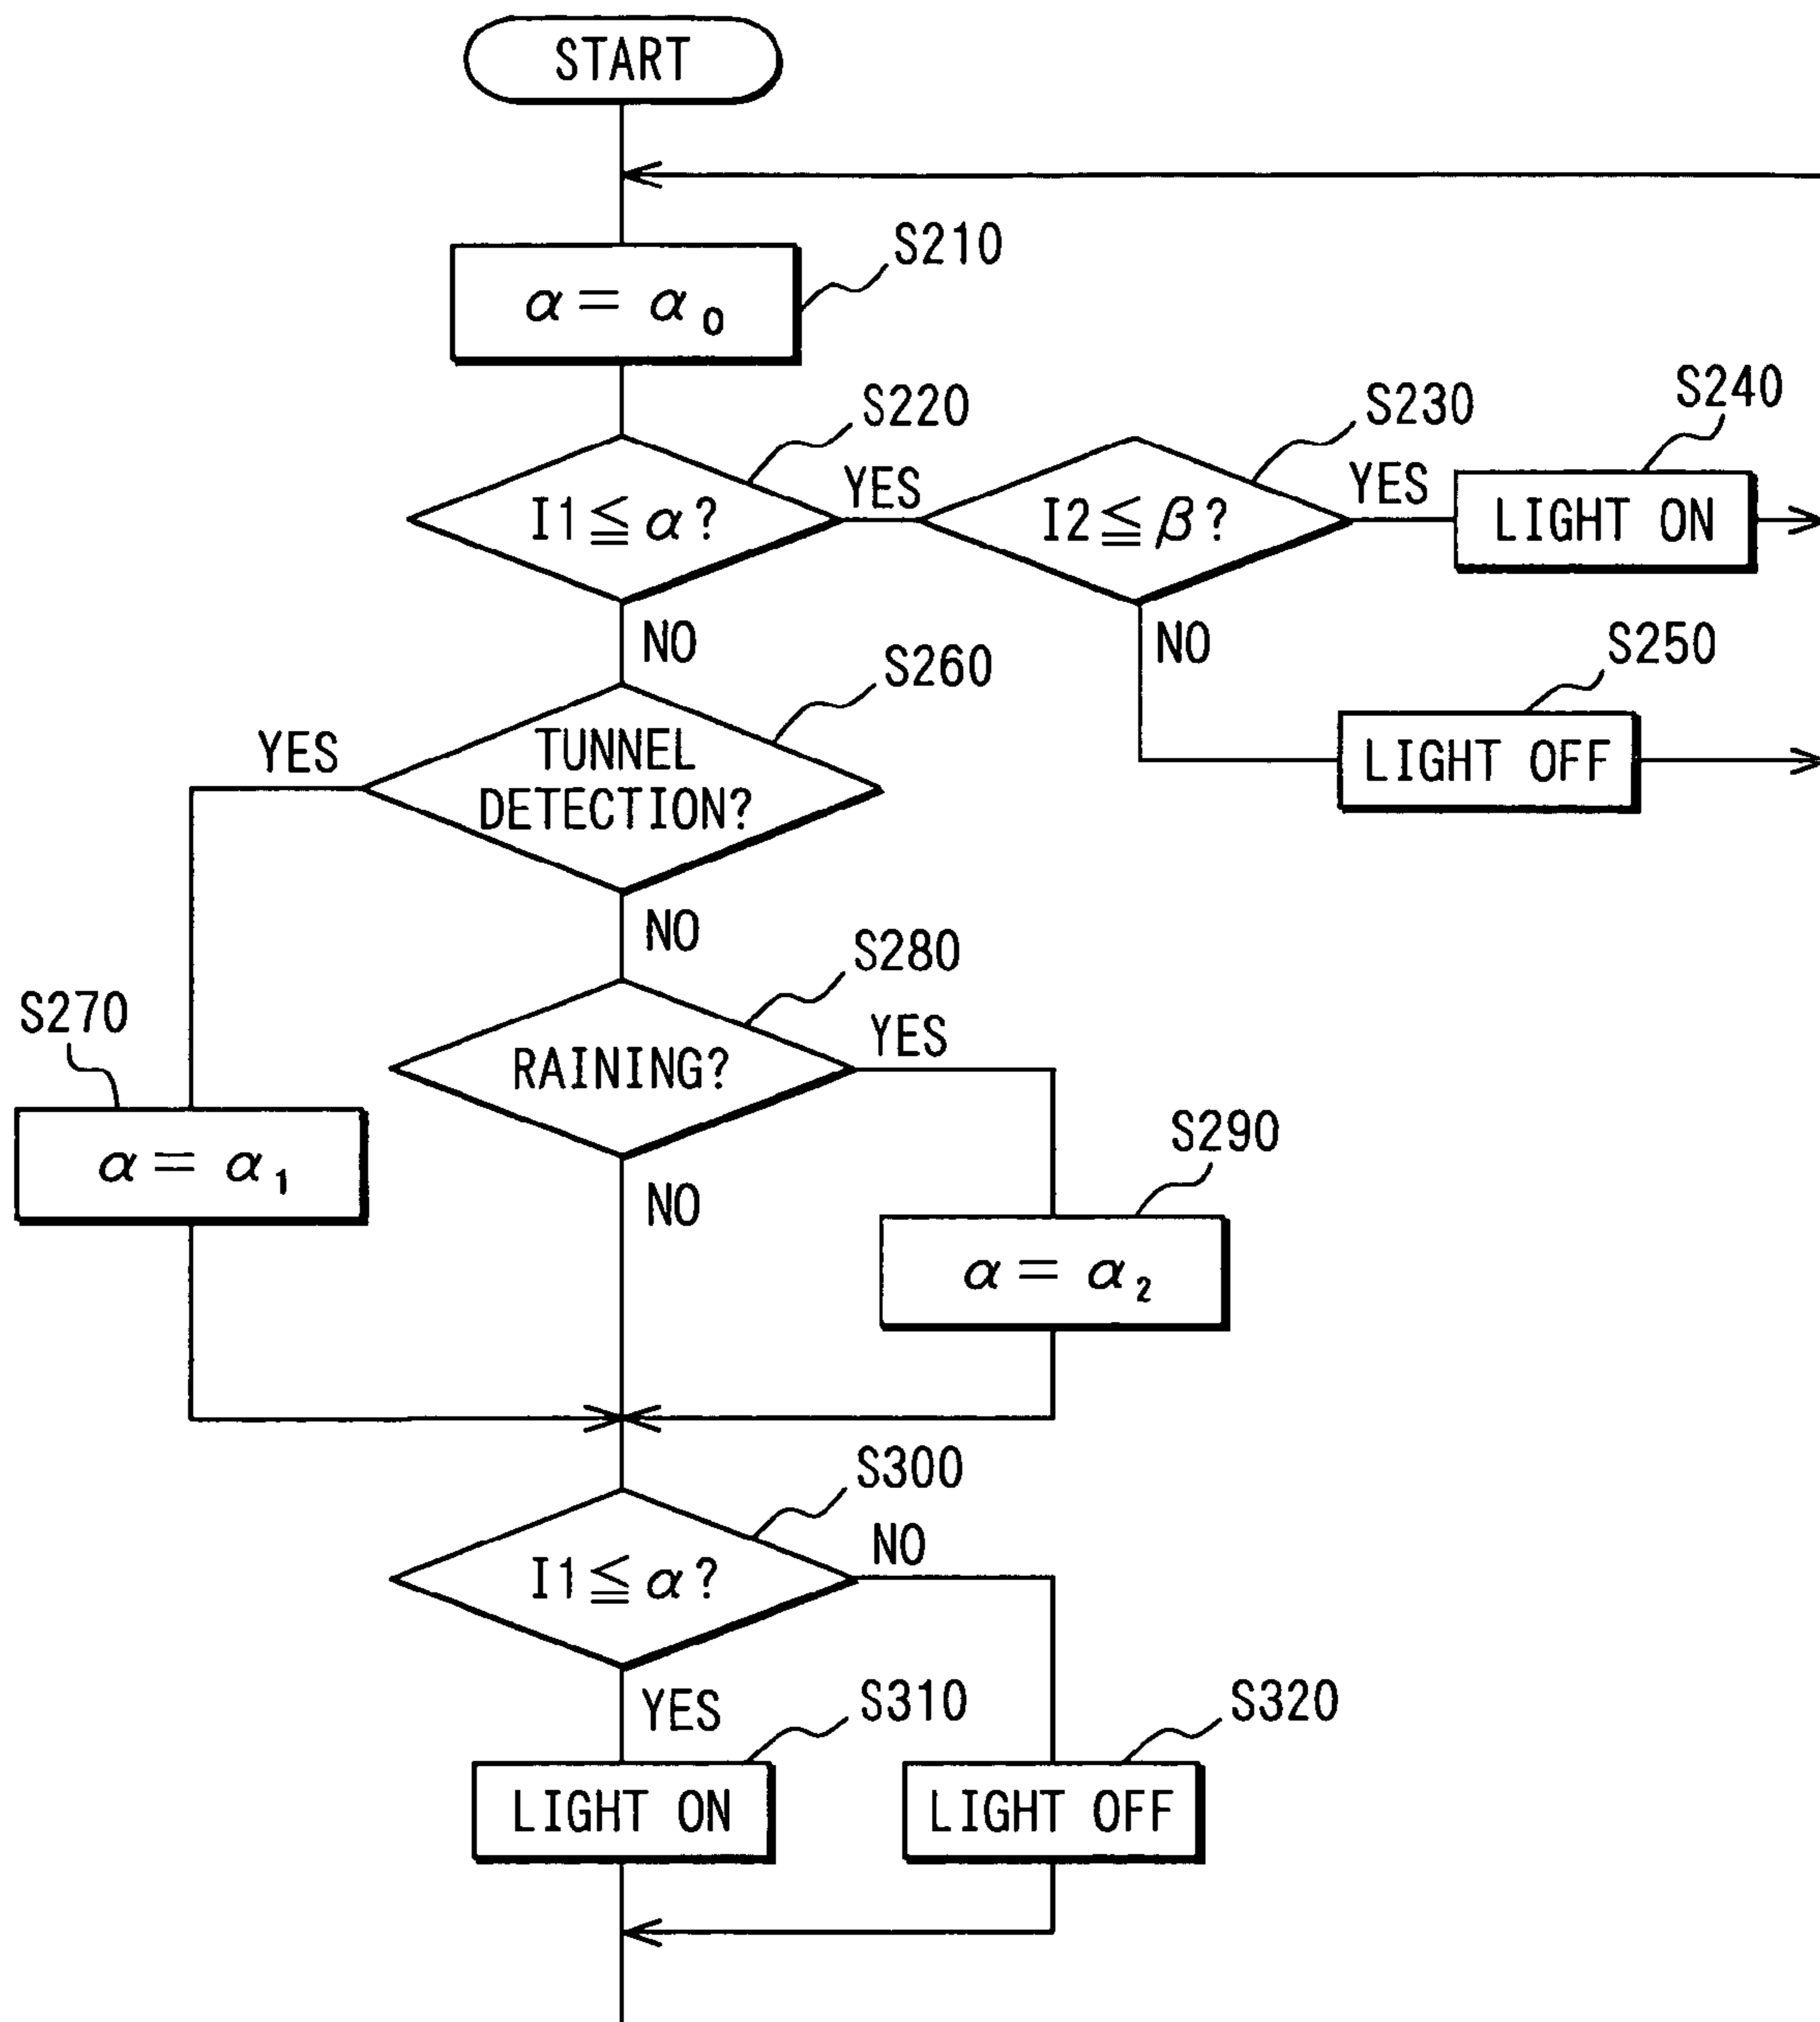 START
S210
α = α₀
S220
I1 ≦ α?
YES
S230
I2 ≦ β?
YES
S240
LIGHT ON
NO
NO
S250
LIGHT OFF
S260
TUNNEL
DETECTION?
YES
NO
S280
RAINING?
YES
S270
α = α₁
NO
S290
α = α₂
S300
I1 ≦ α?
NO
YES
S310
LIGHT ON
S320
LIGHT OFF